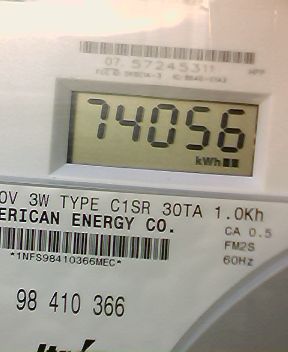 07. 57245311
74056
kWh
0V 3W TYPE C1SR 30TA 1.0Kh
ERICAN ENERGY CO.
CA 0.5
FM2S
*1NFS98410366MEC*
60Hz
98 410 366